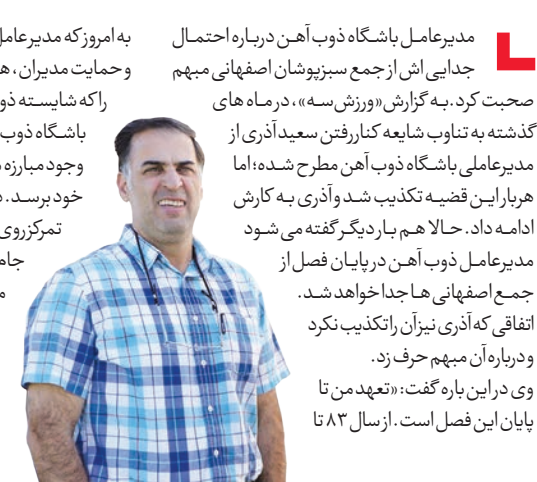 مدیرعامل باشگاه ذوب آهن درباره احتمال
جدایی اش از جمع سبزپوشان اصفهانی مبهم
صحبت کرد. به گزارش «ورزش‌سه»، در ماه های
گذشته به تناوب شایعه کناررفتن سعید آذری از
مدیرعاملی باشگاه ذوب آهن مطرح شده؛ اما
هربار این قضیه تکذیب شد و آذری به کارش
ادامه داد. حالا هم بار دیگر گفته می شود
مدیرعامل ذوب آهن در پایان فصل از
جمع اصفهانی ها جدا خواهد شد.
اتفاقی که آذری نیز آن را تکذیب نکرد
و درباره آن مبهم حرف زد.
وی در این باره گفت: «تعهد من تا
پایان این فصل است. از سال ۸۳ تا
به امروز که مدیرعامل
و حمایت مدیران، ه
را که شایسته ذو
باشگاه ذوب
وجود مبارزه
خود برسد. د
تمرکز روی
جام
م